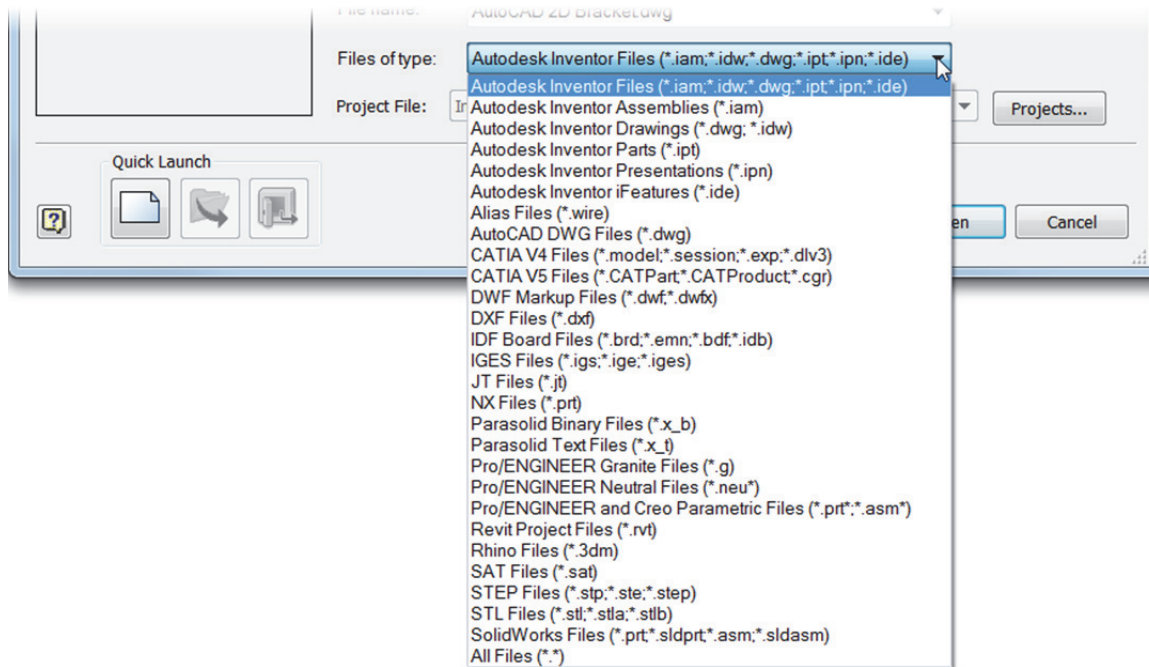 File name: AutoCAD 2D Bracket.dwg
Files of type: Autodesk Inventor Files (*.iam;*.idw;*.dwg;*.ipt;*.ipn;*.ide)
Autodesk Inventor Files (*.iam;*.idw;*.dwg;*.ipt;*.ipn;*.ide)
Project File: Projects...
Autodesk Inventor Assemblies (*.iam)
Autodesk Inventor Drawings (*.dwg; *.idw)
Autodesk Inventor Parts (*.ipt)
Autodesk Inventor Presentations (*.ipn)
Quick Launch
Autodesk Inventor iFeatures (*.ide)
Alias Files (*.wire)
AutoCAD DWG Files (*.dwg)
Cancel
CATIA V4 Files (*.model;*.session;*.exp;*.dlv3)
CATIA V5 Files (*.CATPart;*.CATProduct;*.cgr)
DWF Markup Files (*.dwf;*.dwfx)
DXF Files (*.dxf)
IDF Board Files (*.brd;*.emn;*.bdf;*.idb)
IGES Files (*.igs;*.ige;*.iges)
JT Files (*.jt)
NX Files (*.prt)
Parasolid Binary Files (*.x_b)
Parasolid Text Files (*.x_t)
Pro/ENGINEER Granite Files (*.g)
Pro/ENGINEER Neutral Files (*.neu*)
Pro/ENGINEER and Creo Parametric Files (*.prt*;*.asm*)
Revit Project Files (*.rvt)
Rhino Files (*.3dm)
SAT Files (*.sat)
STEP Files (*.stp;*.ste;*.step)
STL Files (*.stl;*.stla;*.stlb)
SolidWorks Files (*.prt;*.sldprt;*.asm;*.sldasm)
All Files (*.*)